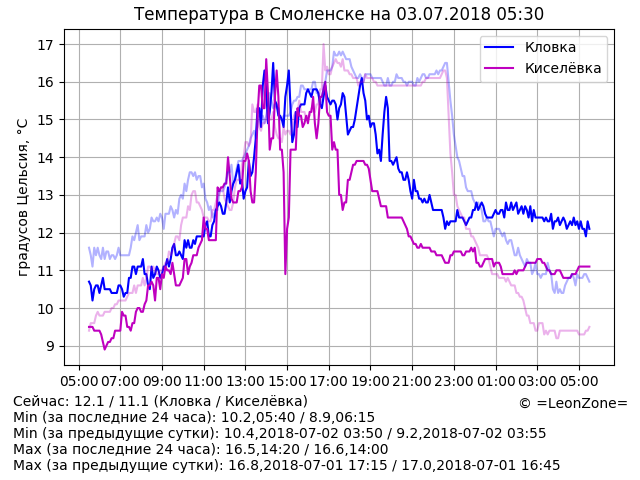 Температура в Смоленске на 03.07.2018 05:30
градусов Цельсия, °C
17
16
15
14
13
12
11
10
9
Кловка
Киселёвка
05:00 07:00 09:00 11:00 13:00 15:00 17:00 19:00 21:00 23:00 01:00 03:00 05:00
Сейчас: 12.1 / 11.1 (Кловка / Киселёвка)
© =LeonZone=
Min (за последние 24 часа): 10.2,05:40 / 8.9,06:15
Min (за предыдущие сутки): 10.4,2018-07-02 03:50 / 9.2,2018-07-02 03:55
Max (за последние 24 часа): 16.5,14:20 / 16.6,14:00
Max (за предыдущие сутки): 16.8,2018-07-01 17:15 / 17.0,2018-07-01 16:45